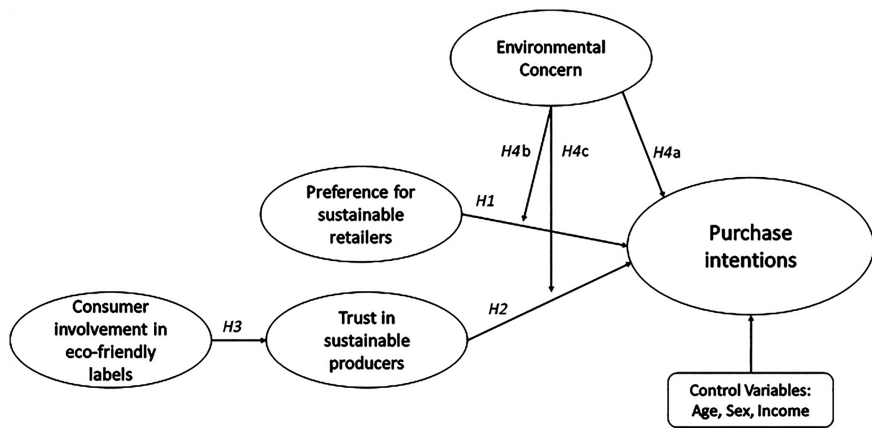 Environmental
Concern
H4b
H4c
H4a
Preference for
sustainable
retailers
H1
Purchase
intentions
Consumer
involvement in
eco-friendly
labels
H3
Trust in
sustainable
producers
H2
Control Variables:
Age, Sex, Income